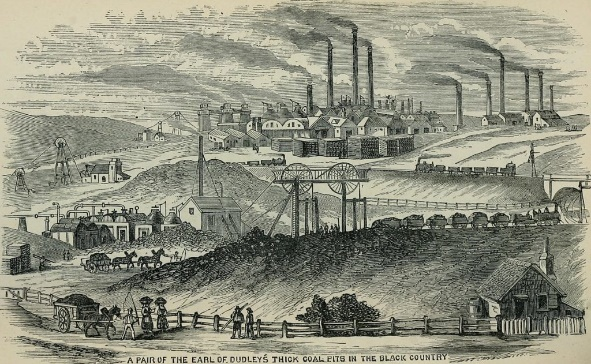 A PAIR OF THE EARL OF DUDLEY'S THICK COAL PITS IN THE BLACK COUNTRY